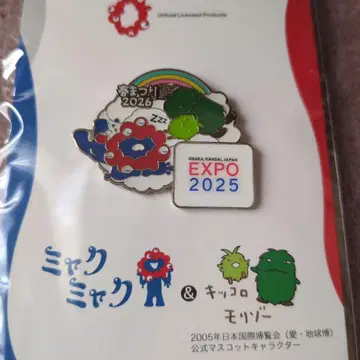 Official Licensed Products
春まつり
2026
ZZZ
OSAKA, KANSAI, JAPAN
EXPO
2025
ミャク
ミャク
&
キッコロ
モリゾー
2005年日本国際博覧会(愛・地球博)
公式マスコットキャラクター